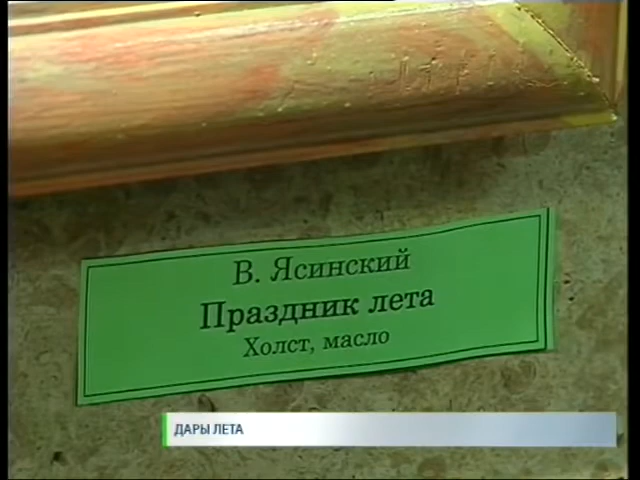 В. Ясинский
Праздник лета
Холст, масло
ДАРЫ ЛЕТА